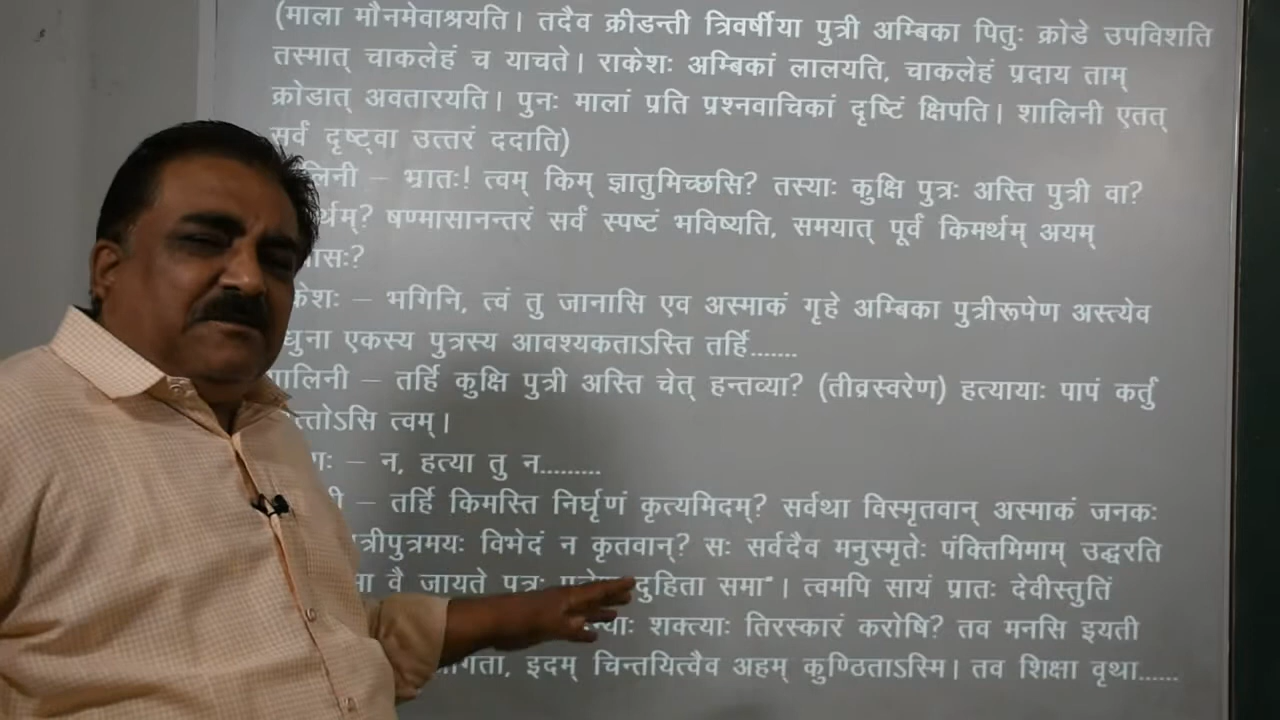 (माला मौनमेवाश्रयति। तदैव क्रीडन्ती त्रिवर्षीया पुत्री अम्बिका पितुः क्रोडे उपविशति
तस्मात् चाकलेहं च याचते। राकेशः अम्बिकां लालयति, चाकलेहं प्रदाय ताम्
क्रोडात् अवतारयति। पुनः मालां प्रति प्रश्नवाचिकां दृष्टिं क्षिपति। शालिनी एतत्
सर्वं दृष्ट्वा उत्तरं ददाति)
लिनी – भ्रातः! त्वम् किम् ज्ञातुमिच्छसि? तस्याः कुक्षि पुत्रः अस्ति पुत्री वा?
र्थम्? षण्मासानन्तरं सर्वं स्पष्टं भविष्यति, समयात् पूर्वं किमर्थम् अयम्
ासः?
केशः – भगिनि, त्वं तु जानासि एव अस्माकं गृहे अम्बिका पुत्रीरूपेण अस्त्येव
धुना एकस्य पुत्रस्य आवश्यकताऽस्ति तर्हि.......
ालिनी – तर्हि कुक्षि पुत्री अस्ति चेत् हन्तव्या? (तीव्रस्वरेण) हत्यायाः पापं कर्तुं
त्तोऽसि त्वम्।
– न, हत्या तु न.........
– तर्हि किमस्ति निर्घृणं कृत्यमिदम्? सर्वथा विस्मृतवान् अस्माकं जनकः
त्रीपुत्रमयः विभेदं न कृतवान्? सः सर्वदैव मनुस्मृतेः पंक्तिमिमाम् उद्धरति
वै जायते पुत्रः दुहिता समा"। त्वमपि सायं प्रातः देवीस्तुतिं
शक्त्याः तिरस्कारं करोषि? तव मनसि इयती
गता, इदम् चिन्तयित्वैव अहम् कुण्ठिताऽस्मि। तव शिक्षा वृथा......